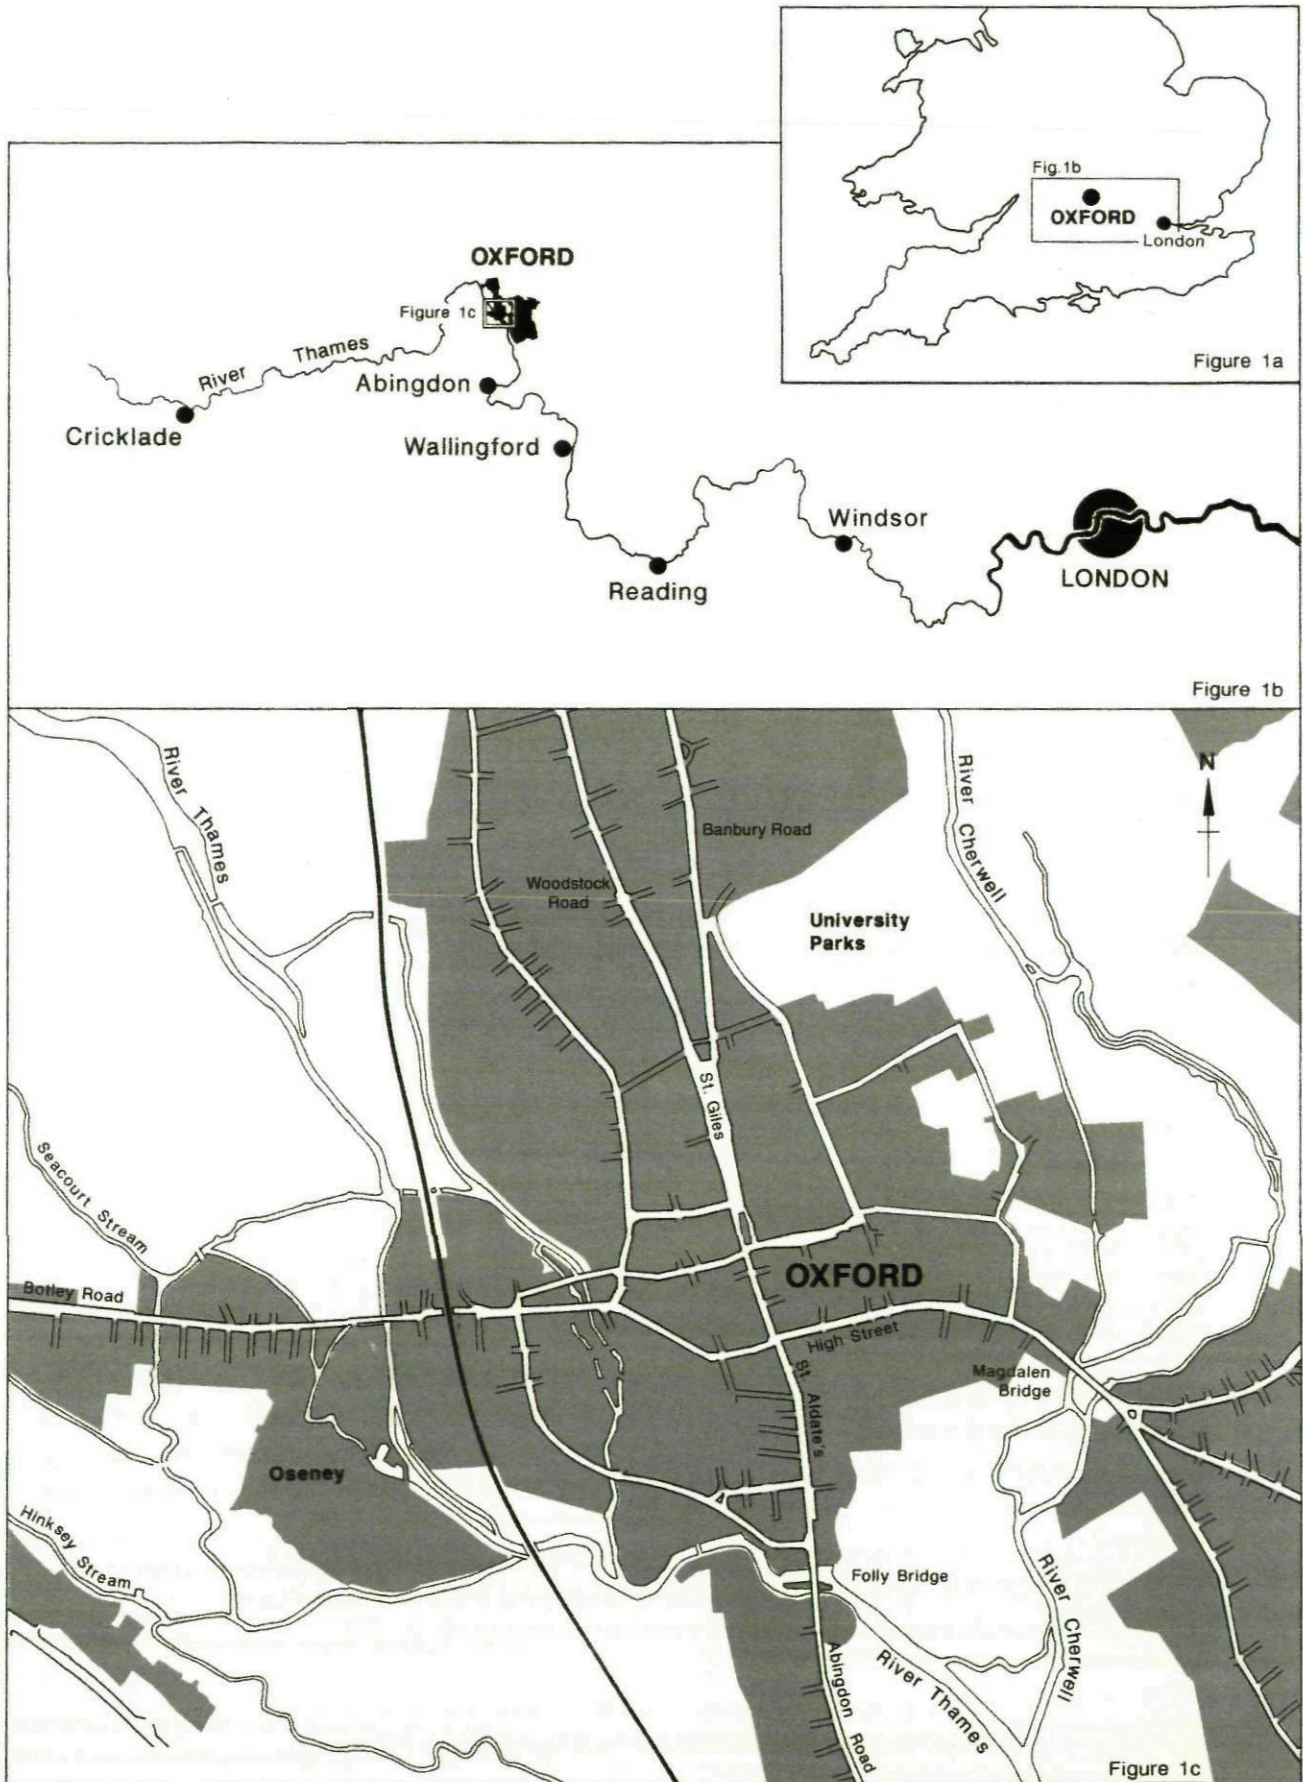 Fig.1b
OXFORD
London
Figure 1a
OXFORD
Figure 1c
River Thames
Abingdon
Cricklade
Wallingford
Windsor
Reading
LONDON
Figure 1b
River Thames
River Cherwell
N
Banbury Road
Woodstock
Road
University
Parks
St. Giles
Seacourt Stream
Botley Road
OXFORD
High Street
Magdalen
Bridge
St. Aldate's
Oseney
Hinksey Stream
Folly Bridge
River Cherwell
Abingdon Road
River Thames
Figure 1c